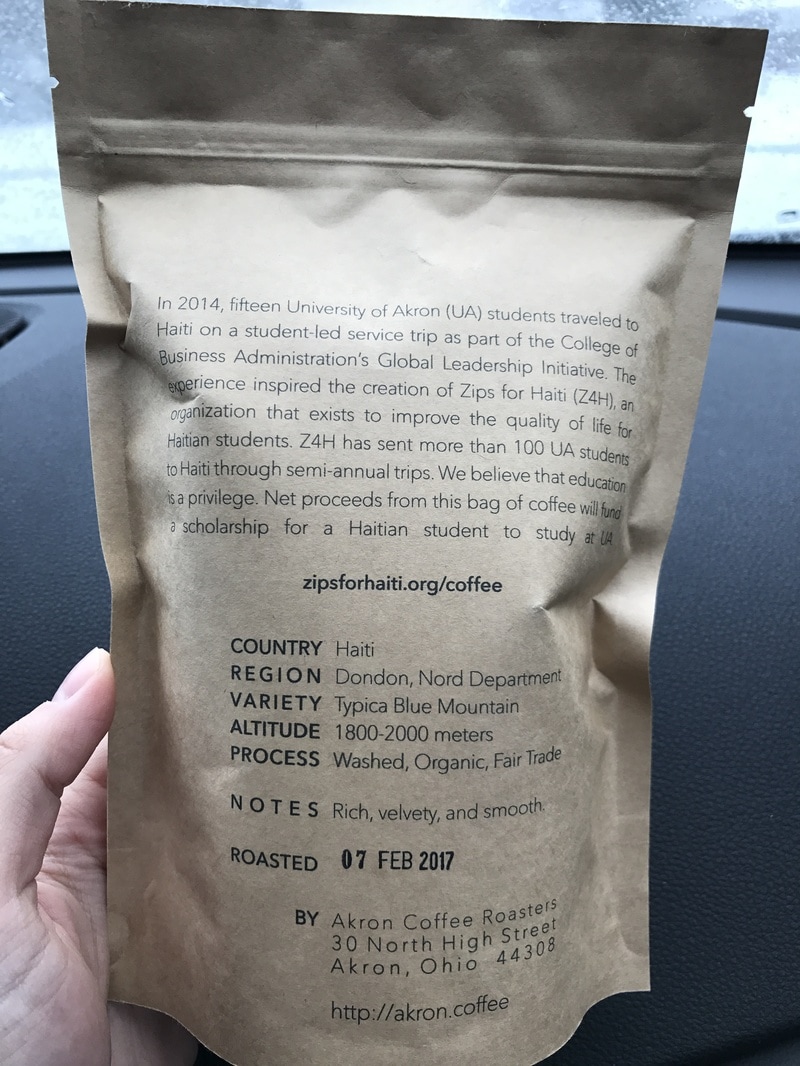 In 2014, fifteen University of Akron (UA) students traveled to
Haiti on a student-led service trip as part of the College of
Business Administration's Global Leadership Initiative. The
experience inspired the creation of Zips for Haiti (Z4H), an
organization that exists to improve the quality of life for
Haitian students. Z4H has sent more than 100 UA students
to Haiti through semi-annual trips. We believe that education
is a privilege. Net proceeds from this bag of coffee will fund
a scholarship for a Haitian student to study at UA.
zipsforhaiti.org/coffee
COUNTRY Haiti
REGION Dondon, Nord Department
VARIETY Typica Blue Mountain
ALTITUDE 1800-2000 meters
PROCESS Washed, Organic, Fair Trade
NOTES Rich, velvety, and smooth.
ROASTED 07 FEB 2017
BY Akron Coffee Roasters
30 North High Street
Akron, Ohio 44308
http://akron.coffee